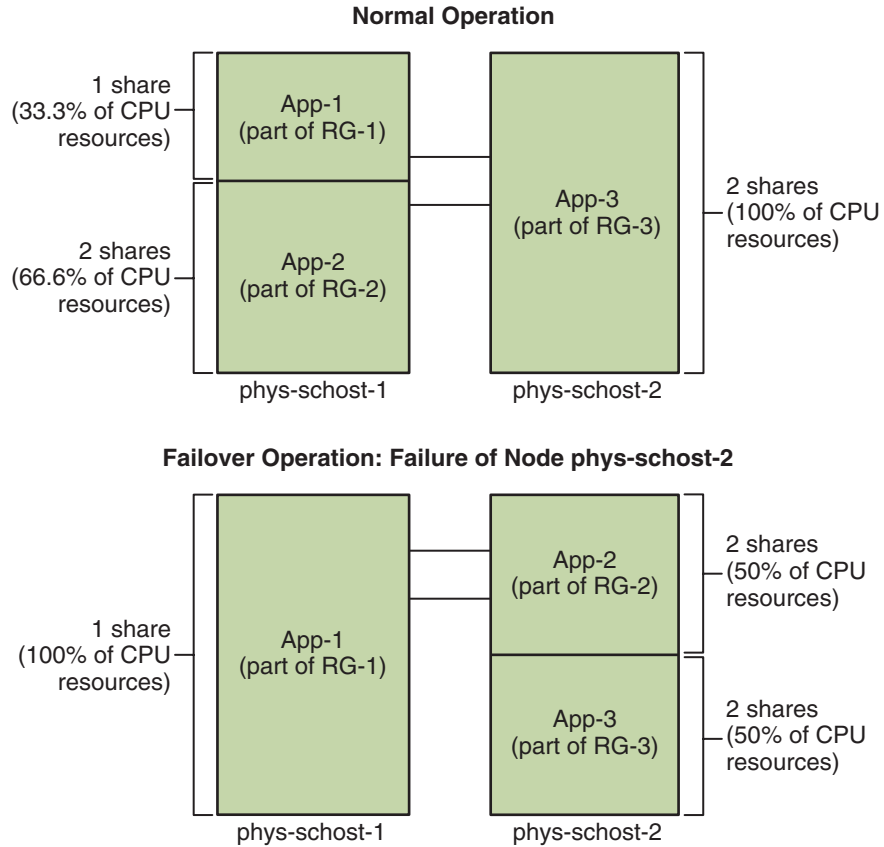 Normal Operation
1 share
(33.3% of CPU
resources)
App-1
(part of RG-1)
2 shares
(66.6% of CPU
resources)
App-2
(part of RG-2)
App-3
(part of RG-3)
2 shares
(100% of CPU
resources)
phys-schost-1
phys-schost-2
Failover Operation: Failure of Node phys-schost-2
1 share
(100% of CPU
resources)
App-1
(part of RG-1)
App-2
(part of RG-2)
2 shares
(50% of CPU
resources)
App-3
(part of RG-3)
2 shares
(50% of CPU
resources)
phys-schost-1
phys-schost-2